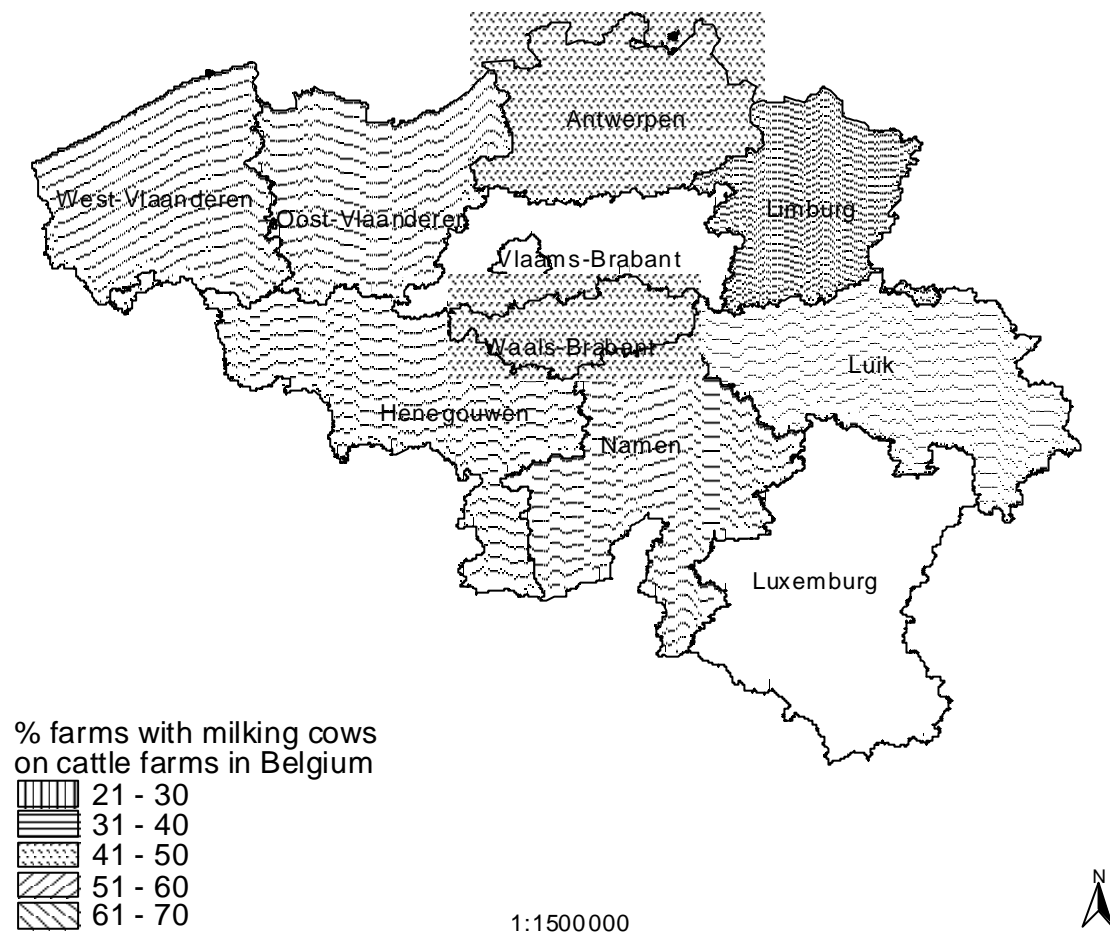 Antwerpen
West-Vlaanderen
Oost-Vlaanderen
Limburg
Vlaams-Brabant
Waals-Brabant
Luik
Henegouwen
Namen
Luxemburg
% farms with milking cows
on cattle farms in Belgium
21 - 30
31 - 40
41 - 50
51 - 60
61 - 70
1:1500000
N